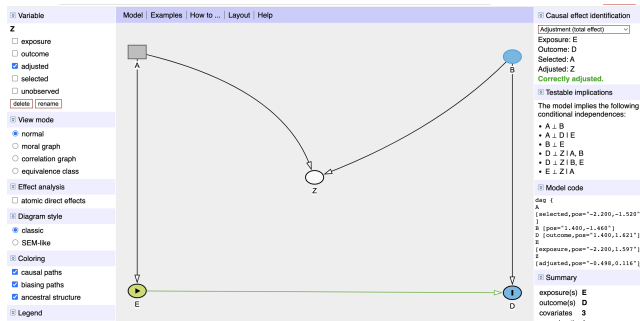 Variable
Z
exposure
outcome
adjusted
selected
unobserved
delete rename
View mode
normal
moral graph
correlation graph
equivalence class
Effect analysis
atomic direct effects
Diagram style
classic
SEM-like
Coloring
causal paths
biasing paths
ancestral structure
Legend
Model | Examples | How to ... | Layout | Help
A
B
Z
E
D
Causal effect identification
Adjustment (total effect)
Exposure: E
Outcome: D
Selected: A
Adjusted: Z
Correctly adjusted.
Testable implications
The model implies the following
conditional independences:
• A ⊥ B
• A ⊥ D | E
• B ⊥ E
• D ⊥ Z | A, B
• D ⊥ Z | B, E
• E ⊥ Z | A
Model code
dag {
A
[selected,pos="-2.200,-1.520"
]
B [pos="1.400,-1.460"]
D [outcome,pos="1.400,1.621"]
E
[exposure,pos="-2.200,1.597"]
Z
[adjusted,pos="-0.498,0.116"]
Summary
exposure(s) E
outcome(s) D
covariates 3